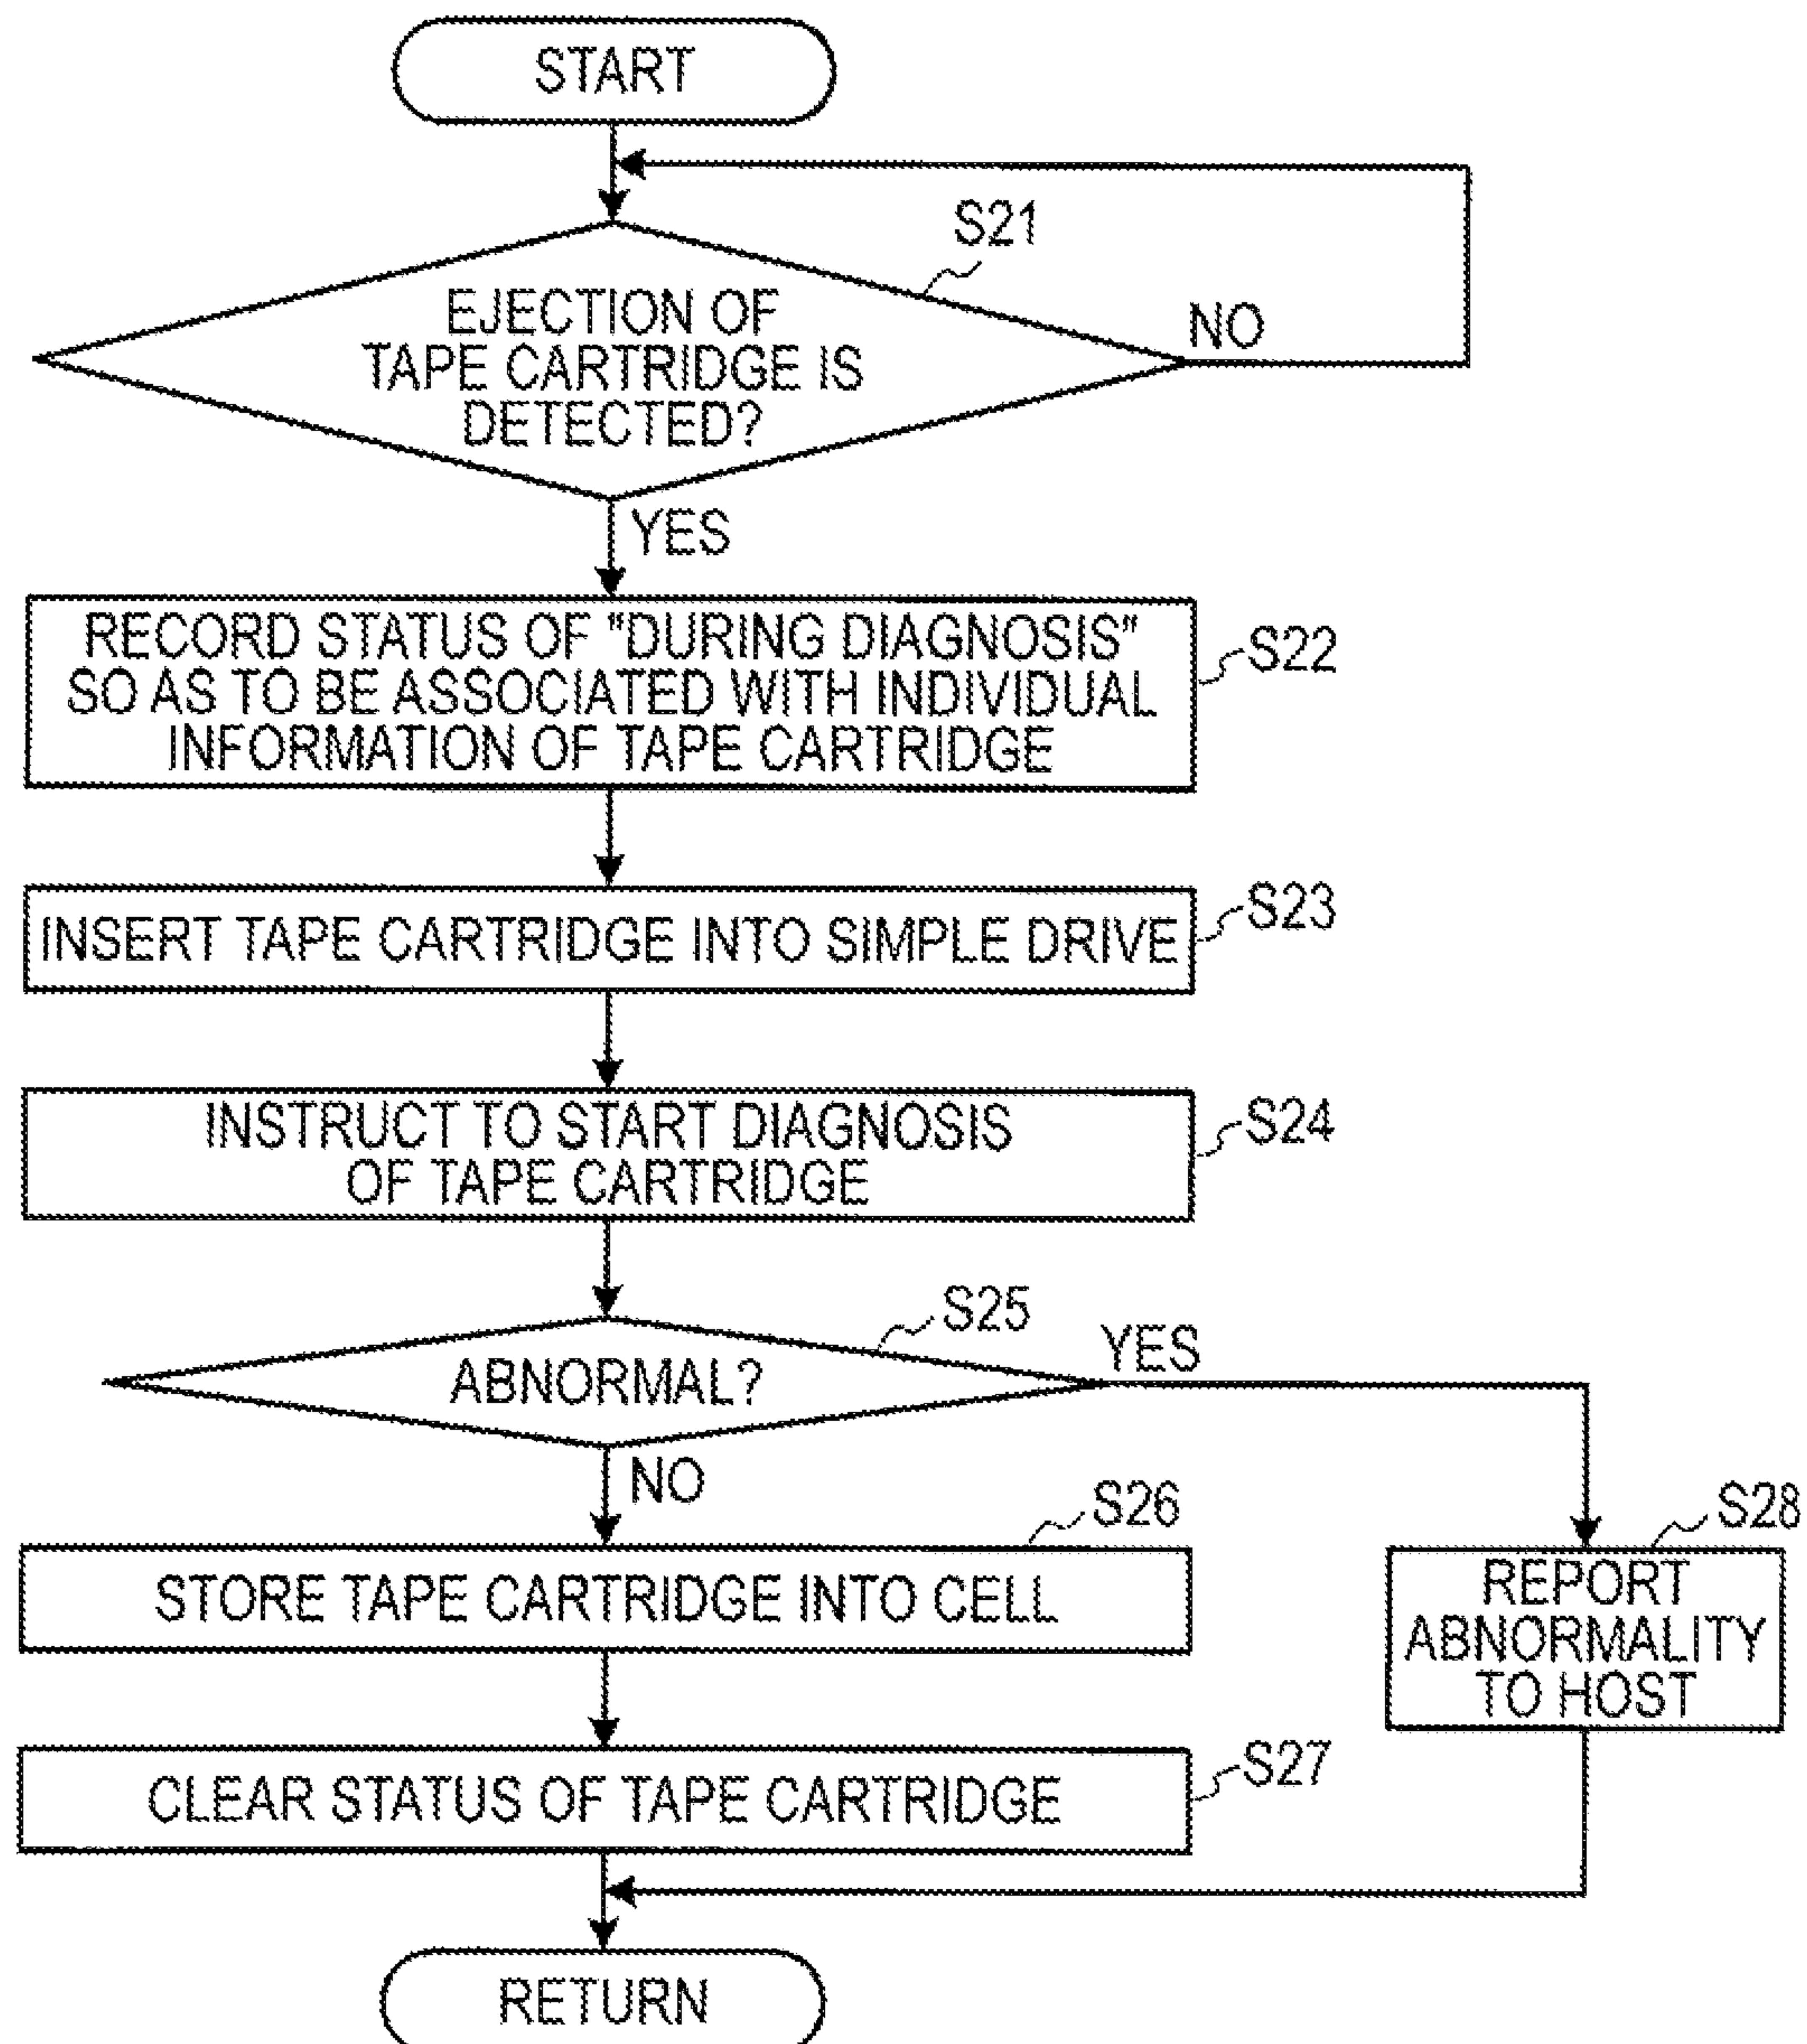 START
S21
EJECTION OF
TAPE CARTRIDGE IS
DETECTED?
NO
YES
RECORD STATUS OF "DURING DIAGNOSIS"
SO AS TO BE ASSOCIATED WITH INDIVIDUAL
INFORMATION OF TAPE CARTRIDGE
S22
INSERT TAPE CARTRIDGE INTO SIMPLE DRIVE
S23
INSTRUCT TO START DIAGNOSIS
OF TAPE CARTRIDGE
S24
S25
ABNORMAL?
YES
NO
S26
STORE TAPE CARTRIDGE INTO CELL
S28
REPORT
ABNORMALITY
TO HOST
CLEAR STATUS OF TAPE CARTRIDGE
S27
RETURN